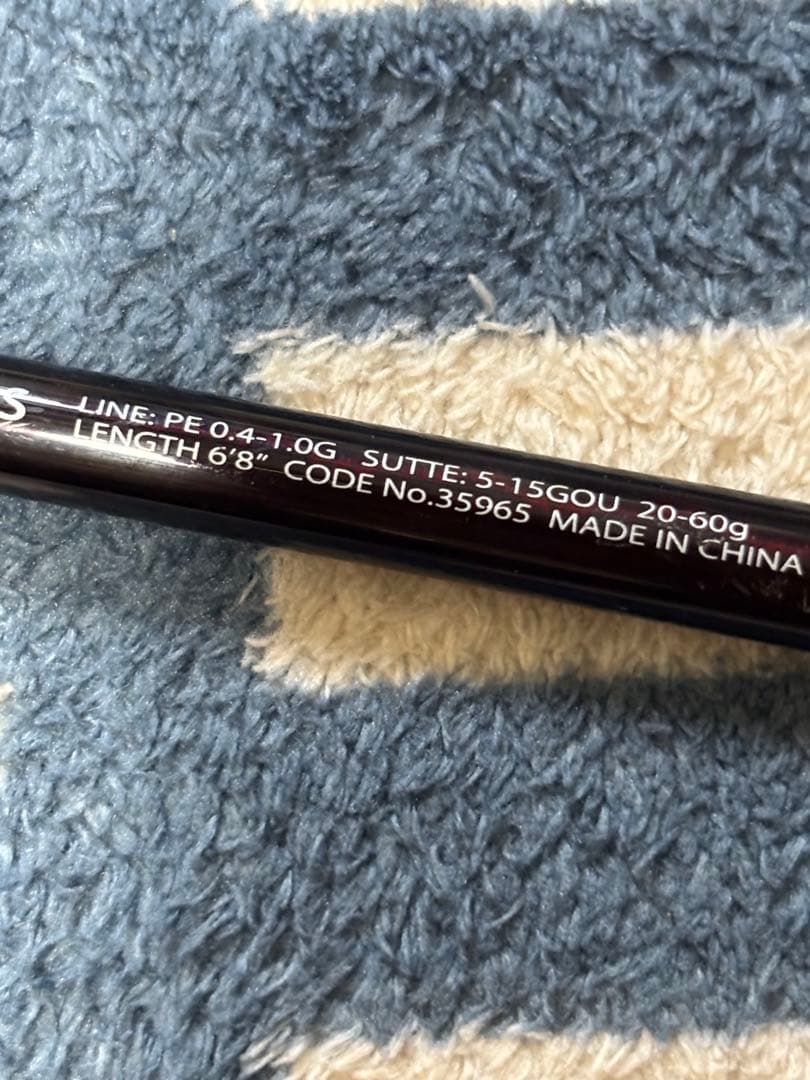 S
LINE: PE 0.4-1.0G SUTTE: 5-15GOU 20-60g
LENGTH 6'8" CODE No.35965 MADE IN CHINA